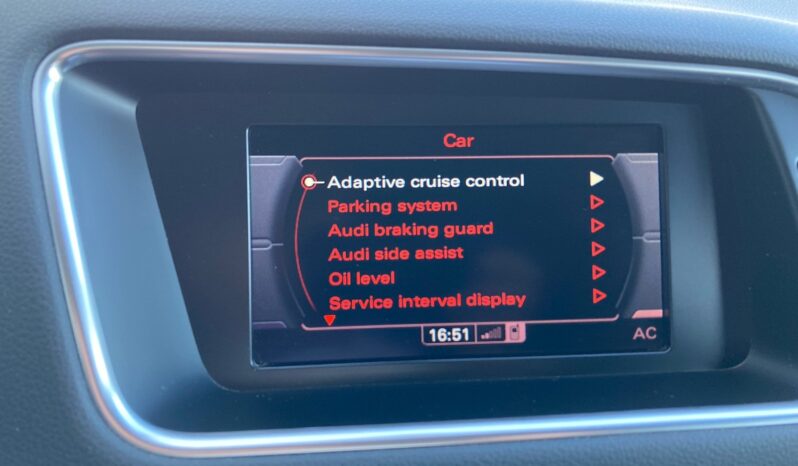 Car
Adaptive cruise control
Parking system
Audi braking guard
Audi side assist
Oil level
Service interval display
16:51
AC